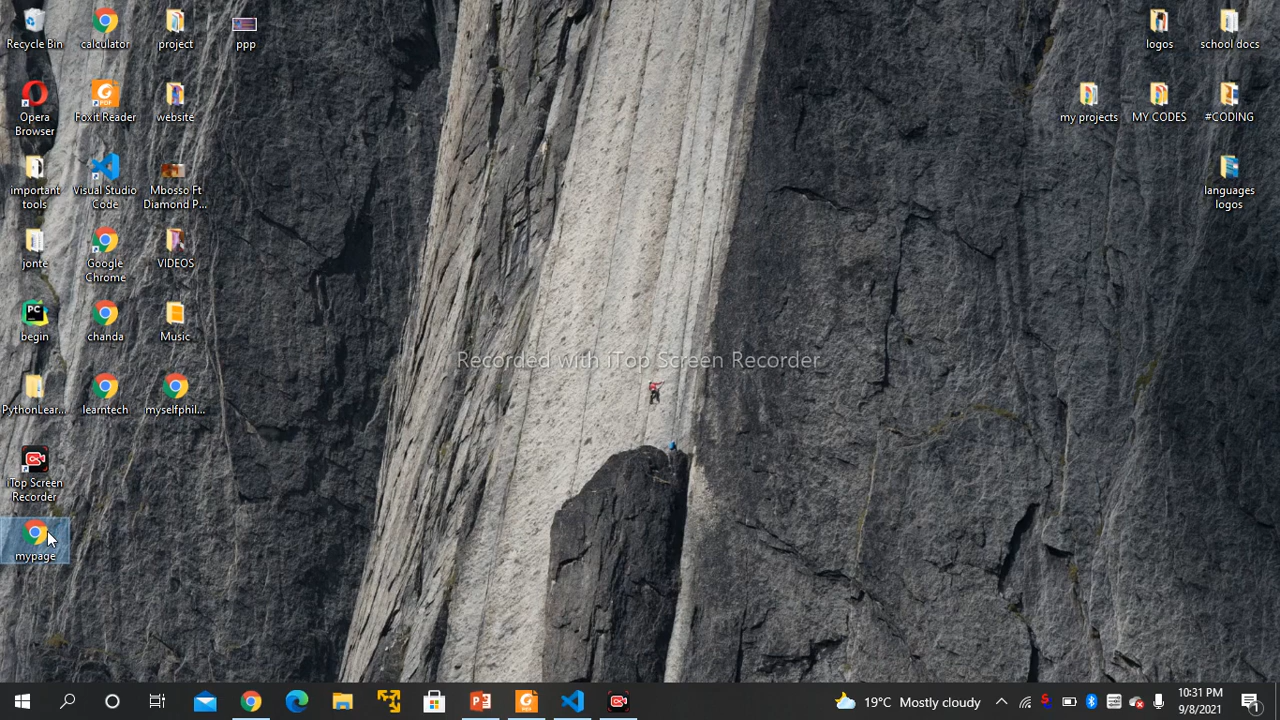 Recycle Bin
calculator
project
ppp
logos
school docs
Opera
Browser
Foxit Reader
website
my projects
MY CODES
#CODING
important
tools
Visual Studio
Code
Mbosso Ft
Diamond P...
languages
logos
jonte
Google
Chrome
VIDEOS
begin
chanda
Music
Recorded with iTop Screen Recorder
PythonLear...
learntech
myselfphil...
iTop Screen
Recorder
mypage
19°C Mostly cloudy
10:31 PM
9/8/2021